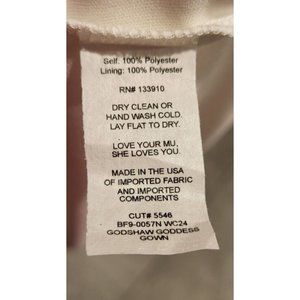 Self: 100% Polyester
Lining: 100% Polyester
RN# 133910
DRY CLEAN OR
HAND WASH COLD.
LAY FLAT TO DRY.
LOVE YOUR MU,
SHE LOVES YOU.
MADE IN THE USA
OF IMPORTED FABRIC
AND IMPORTED
COMPONENTS
CUT# 5546
BF9-0057N WC24
GODSHAW GODDESS
GOWN